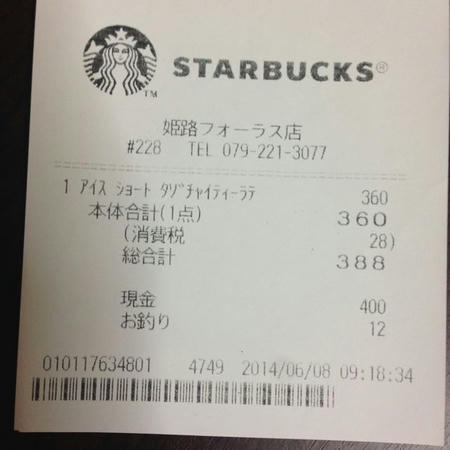 TM
STARBUCKS®
姫路フォーラス店
#228 TEL 079-221-3077
1 アイス ショート タゾチャイティーラテ 360
本体合計(1点) 360
(消費税 28)
総合計 388
現金 400
お釣り 12
010117634801 4749 2014/06/08 09:18:34